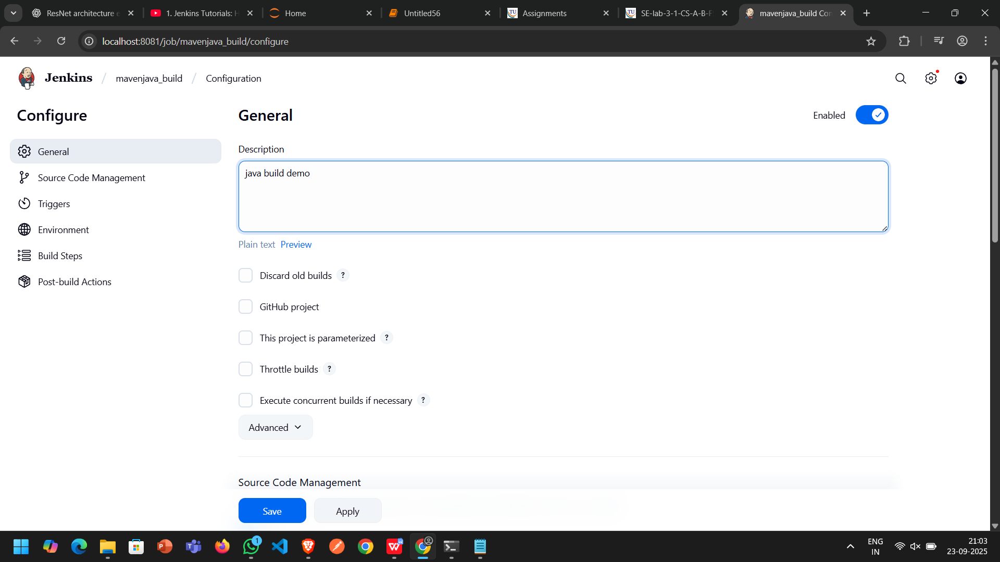 ResNet architecture e
1. Jenkins Tutorials: H
Home
Untitled56
Assignments
SE-lab-3-1-CS-A-B-F
mavenjava_build Con
localhost:8081/job/mavenjava_build/configure
Jenkins / mavenjava_build / Configuration
Configure
General
Source Code Management
Triggers
Environment
Build Steps
Post-build Actions
General
Enabled
Description
java build demo
Plain text Preview
Discard old builds ?
GitHub project
This project is parameterized ?
Throttle builds ?
Execute concurrent builds if necessary ?
Advanced
Source Code Management
Save
Apply
1
ENG
IN
21:03
23-09-2025